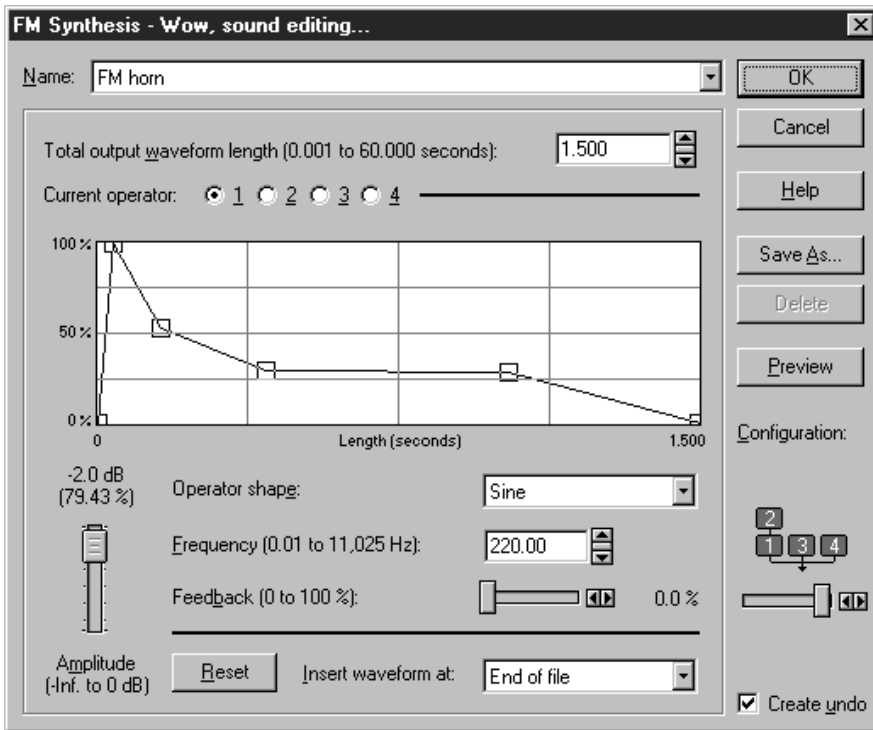 FM Synthesis - Wow, sound editing...
Name: FM horn
OK
Total output waveform length (0.001 to 60.000 seconds): 1.500
Cancel
Current operator: 1 2 3 4
Help
100 %
50 %
0 %
0 Length (seconds) 1.500
Save As...
Delete
Preview
Configuration:
2
1 3 4
-2.0 dB
(79.43 %)
Operator shape: Sine
Frequency (0.01 to 11,025 Hz): 220.00
Feedback (0 to 100 %): 0.0 %
Amplitude
(-Inf. to 0 dB)
Reset
Insert waveform at: End of file
Create undo